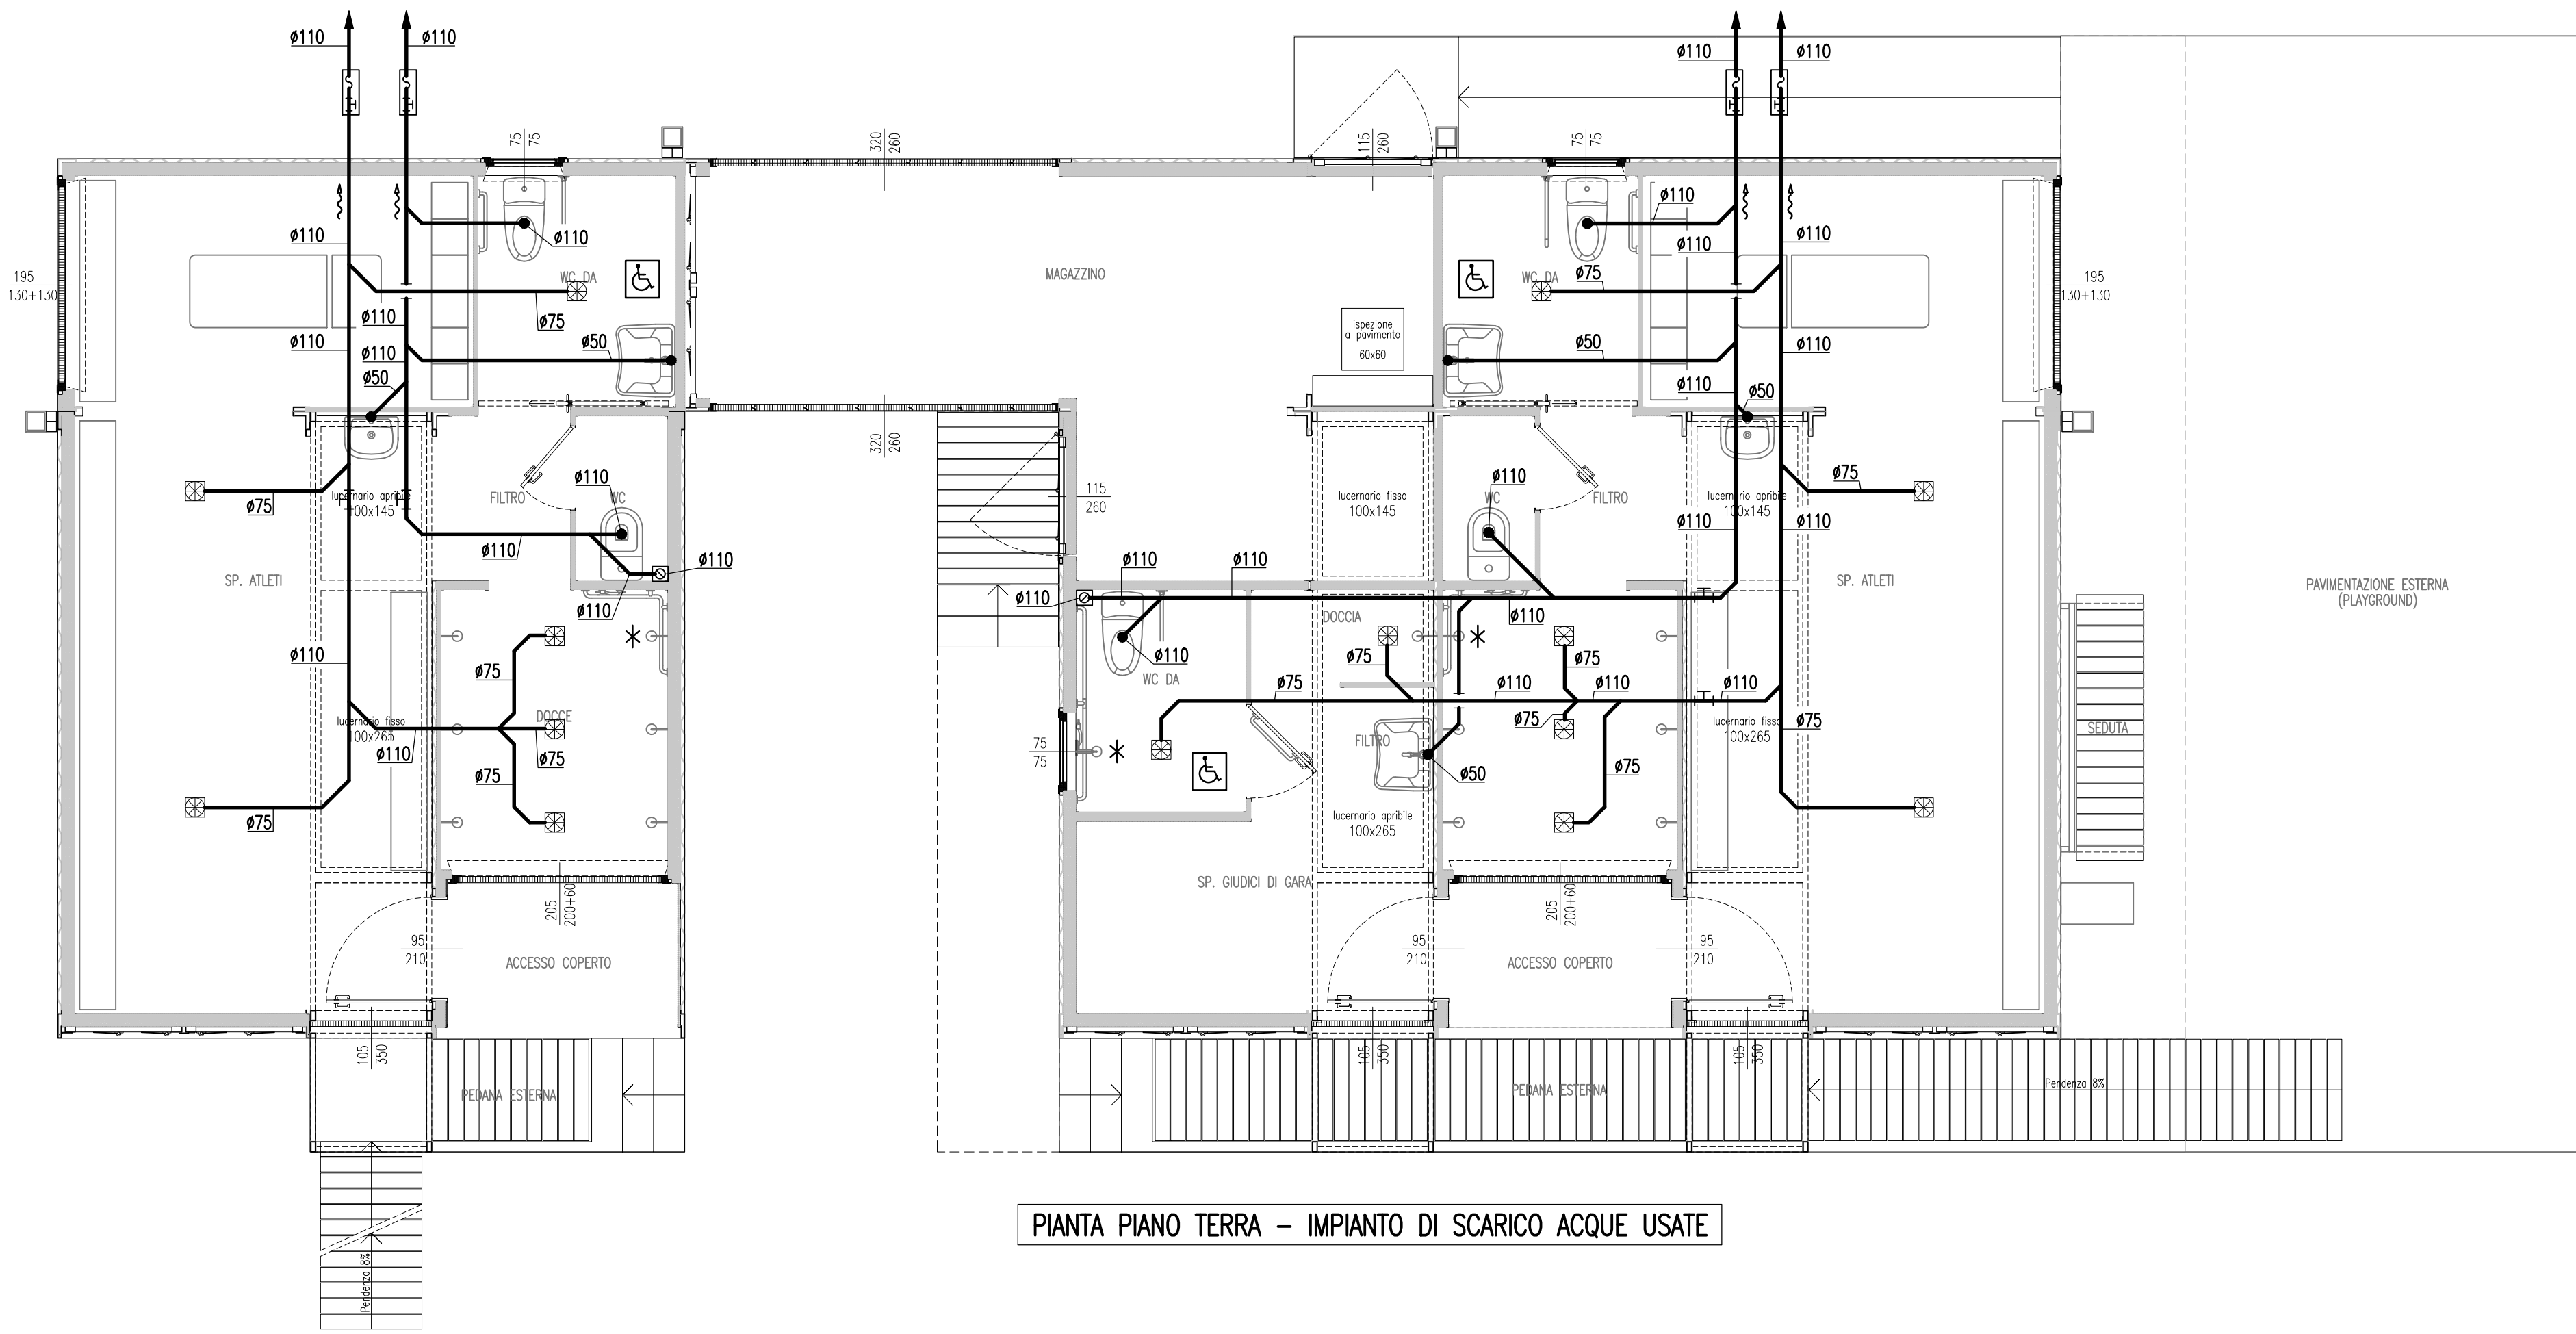 ø110
ø110
ø110
ø110
75
75
320
260
115
260
75
75
ø110
ø110
ø110
ø110
ø110
ø110
WC DA
MAGAZZINO
WC DA
ø75
195
130+130
195
130+130
ø75
ø110
ø110
ø110
ø50
ø50
ø110
ispezione
a pavimento
60x60
ø50
ø110
ø50
320
260
ø75
lucernario apribile
100x145
FILTRO
ø110
WC
115
260
lucernario fisso
100x145
ø110
WC
FILTRO
lucernario apribile
100x145
ø75
ø110
ø110
ø110
ø110
ø110
SP. ATLETI
ø110
ø110
ø110
ø110
SP. ATLETI
PAVIMENTAZIONE ESTERNA
(PLAYGROUND)
DOCCIA
ø110
ø110
ø75
ø110
WC DA
ø75
ø75
ø75
ø110
ø110
ø110
lucernario fisso
100x265
DOCCE
ø110
ø75
75
75
FILTRO
ø75
lucernario fisso
100x265
ø75
SEDUTA
ø75
ø50
ø75
ø75
lucernario apribile
100x265
SP. GIUDICI DI GARA
205
200+60
205
200+60
95
210
ACCESSO COPERTO
95
210
ACCESSO COPERTO
95
210
105
350
105
350
105
350
PEDANA ESTERNA
PEDANA ESTERNA
Pendenza 8%
PIANTA PIANO TERRA – IMPIANTO DI SCARICO ACQUE USATE
Pendenza 8%